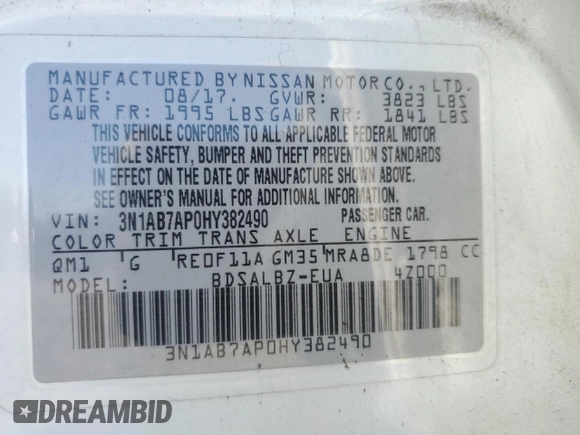 MANUFACTURED BY NISSAN MOTOR CO., LTD.
DATE: 08/17. GVWR: 3823 LBS
GAWR FR: 1995 LBS GAWR RR: 1841 LBS
THIS VEHICLE CONFORMS TO ALL APPLICABLE FEDERAL MOTOR
VEHICLE SAFETY, BUMPER AND THEFT PREVENTION STANDARDS
IN EFFECT ON THE DATE OF MANUFACTURE SHOWN ABOVE.
SEE OWNER'S MANUAL FOR ADDITIONAL INFORMATION.
VIN: 3N1AB7AP0HY382490 PASSENGER CAR.
COLOR TRIM TRANS AXLE ENGINE
QM1 G RE0F11A GM35 MRA8DE 1798 CC
MODEL: BDSALBZ-EUA 4Z000
3N1AB7AP0HY382490
DREAMBID